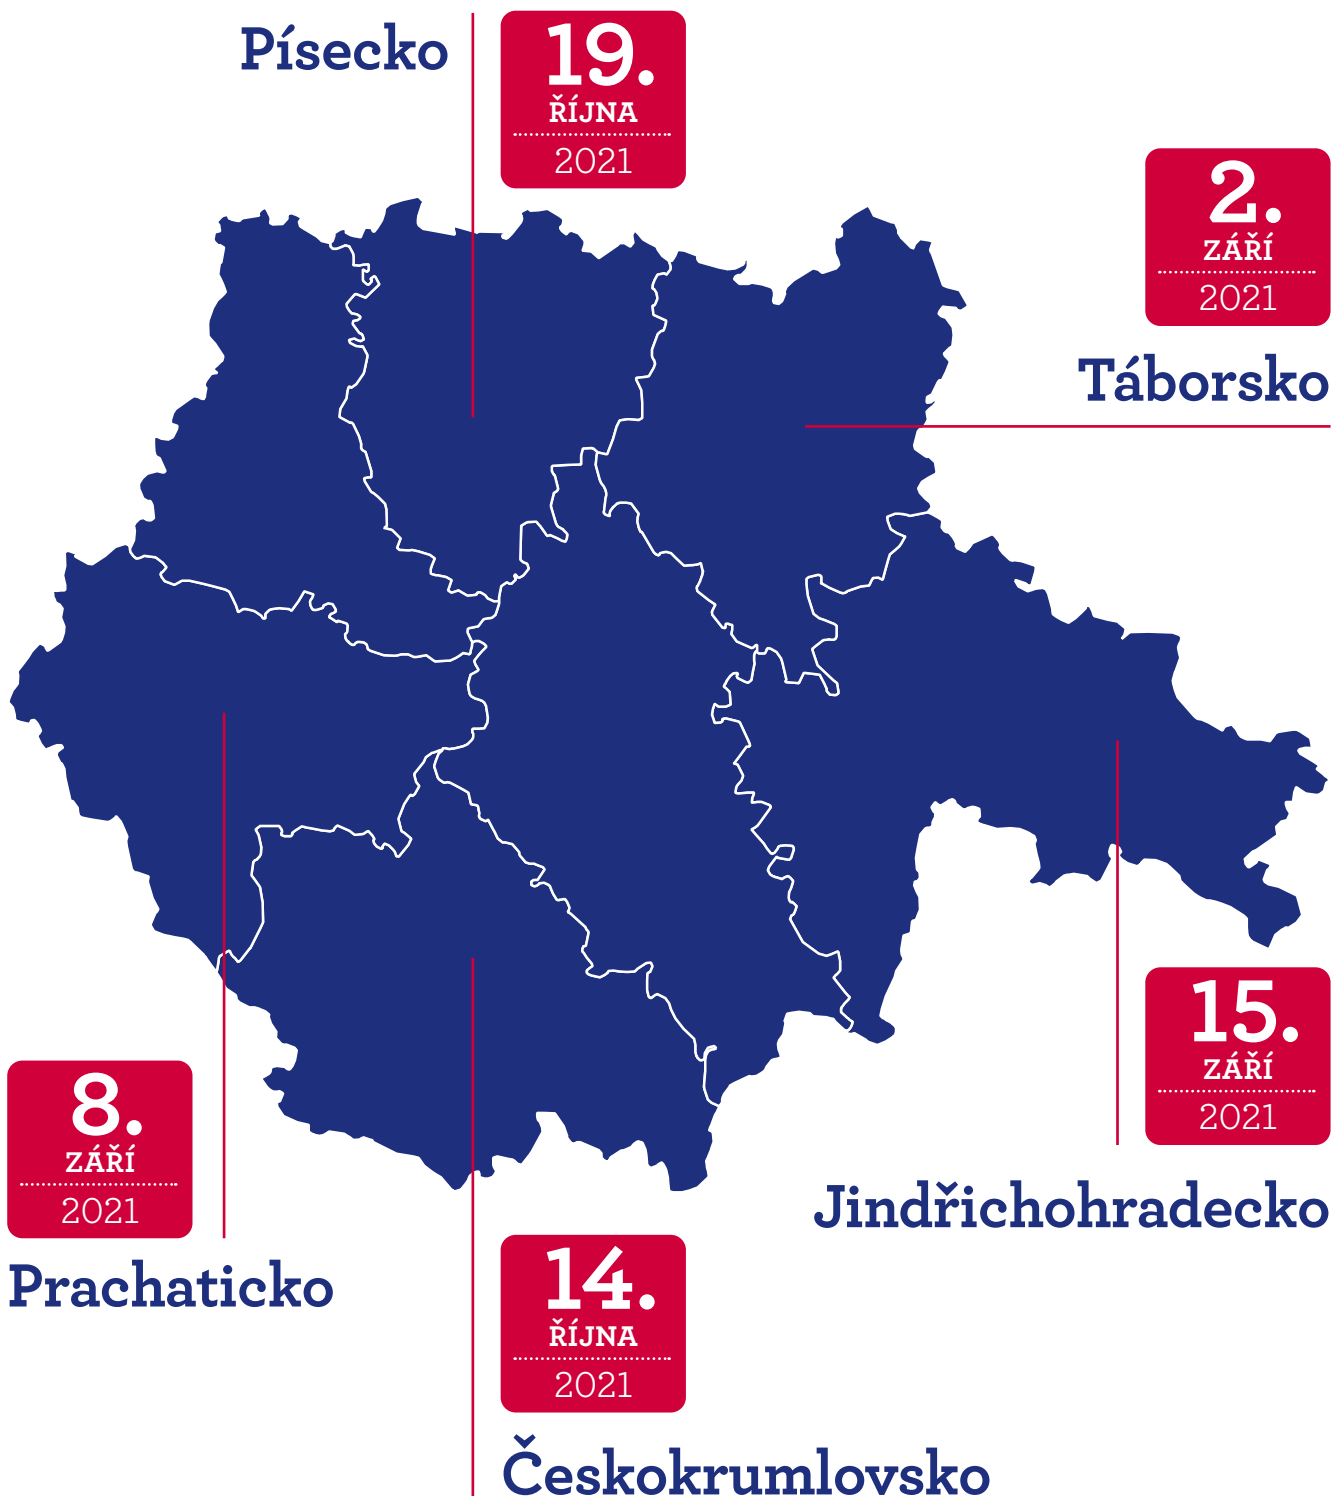 Písecko
19.
ŘÍJNA
2021
2.
ZÁŘÍ
2021
Táborsko
15.
ZÁŘÍ
2021
Jindřichohradecko
8.
ZÁŘÍ
2021
Prachaticko
14.
ŘÍJNA
2021
Českokrumlovsko